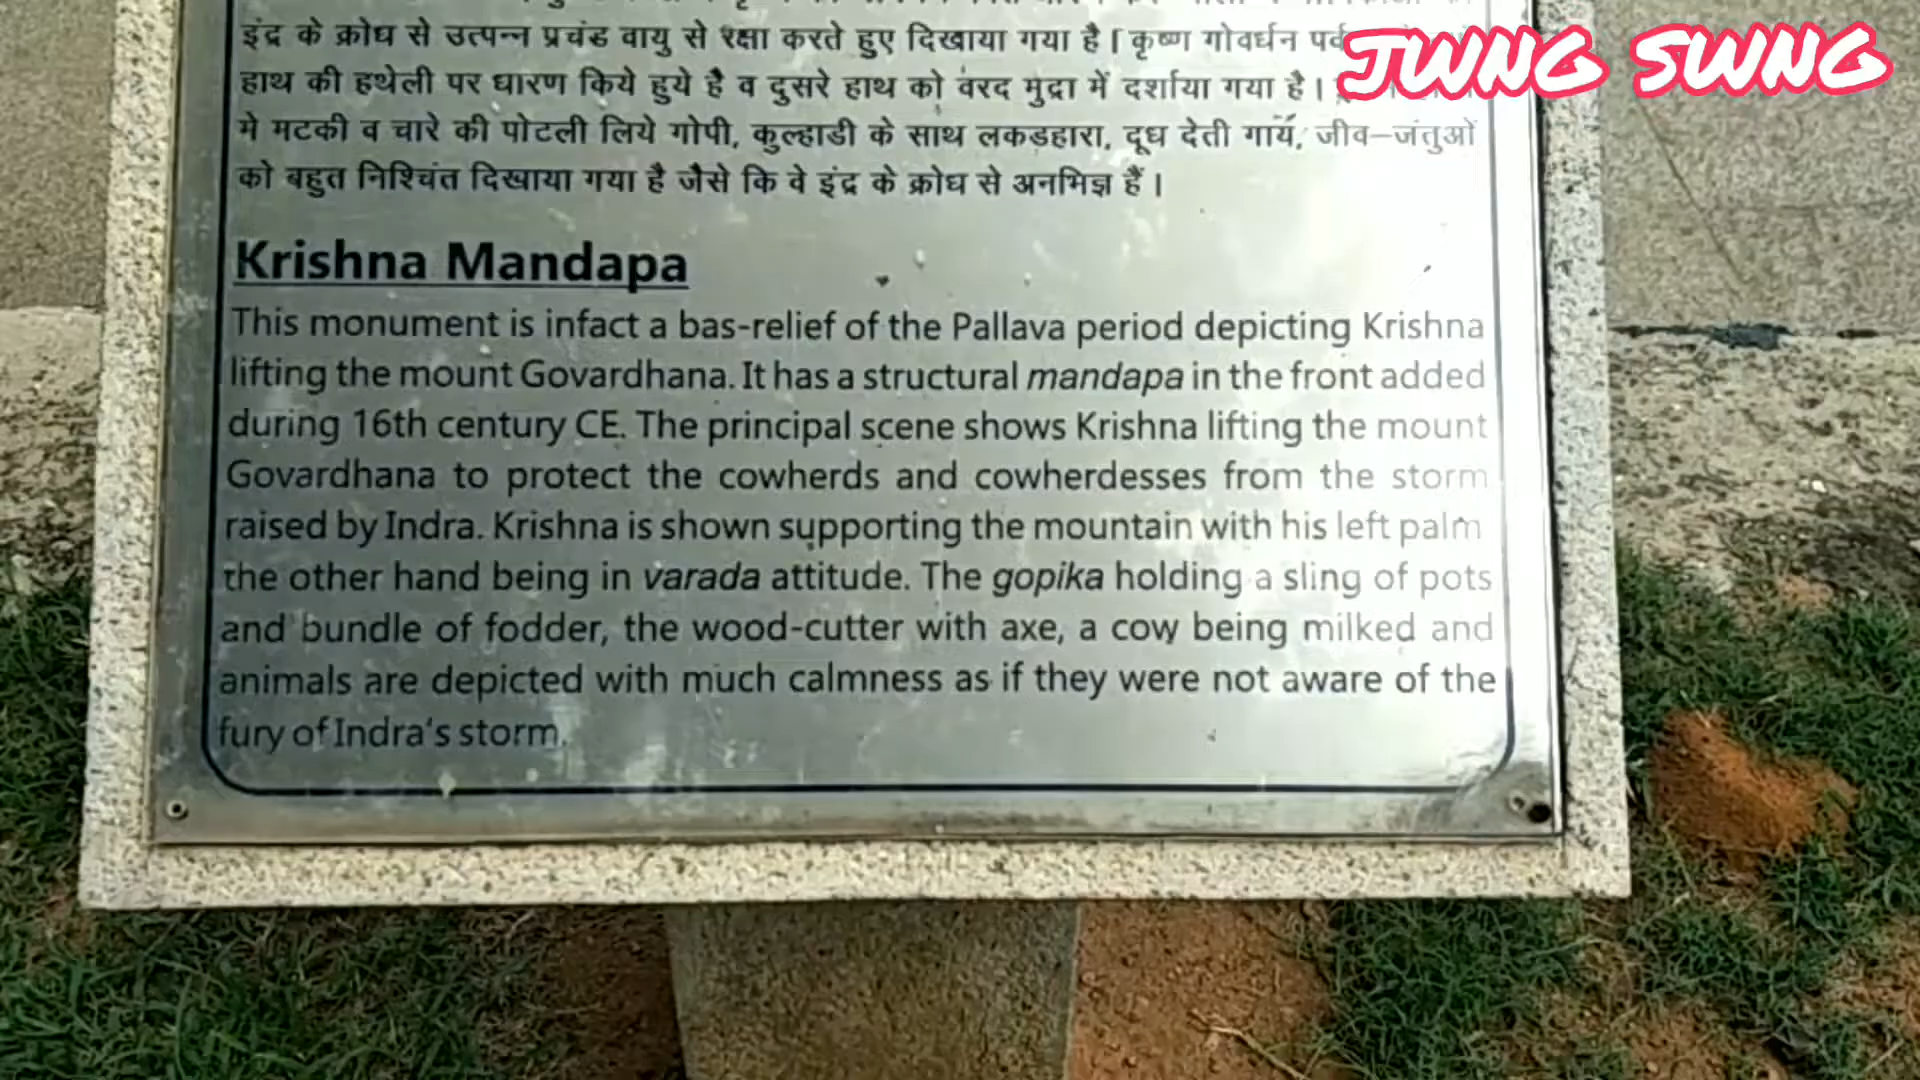 इंद्र के क्रोध से उत्पन्न प्रचंड वायु से रक्षा करते हुए दिखाया गया है। कृष्ण गोवर्धन
JUNG SUNG
हाथ की हथेली पर धारण किये हुये है व दुसरे हाथ को वरद मुद्रा में दर्शाया गया है।
मे मटकी व चारे की पोटली लिये गोपी, कुल्हाडी के साथ लकडहारा, दूध देती गायें, जीव–जंतुओं
को बहुत निश्चिंत दिखाया गया है जैसे कि वे इंद्र के क्रोध से अनभिज्ञ हैं।
Krishna Mandapa
This monument is infact a bas-relief of the Pallava period depicting Krishna
lifting the mount Govardhana. It has a structural mandapa in the front added
during 16th century CE. The principal scene shows Krishna lifting the mount
Govardhana to protect the cowherds and cowherdesses from the storm
raised by Indra. Krishna is shown supporting the mountain with his left palm
the other hand being in varada attitude. The gopika holding a sling of pots
and bundle of fodder, the wood-cutter with axe, a cow being milked and
animals are depicted with much calmness as if they were not aware of the
fury of Indra's storm.